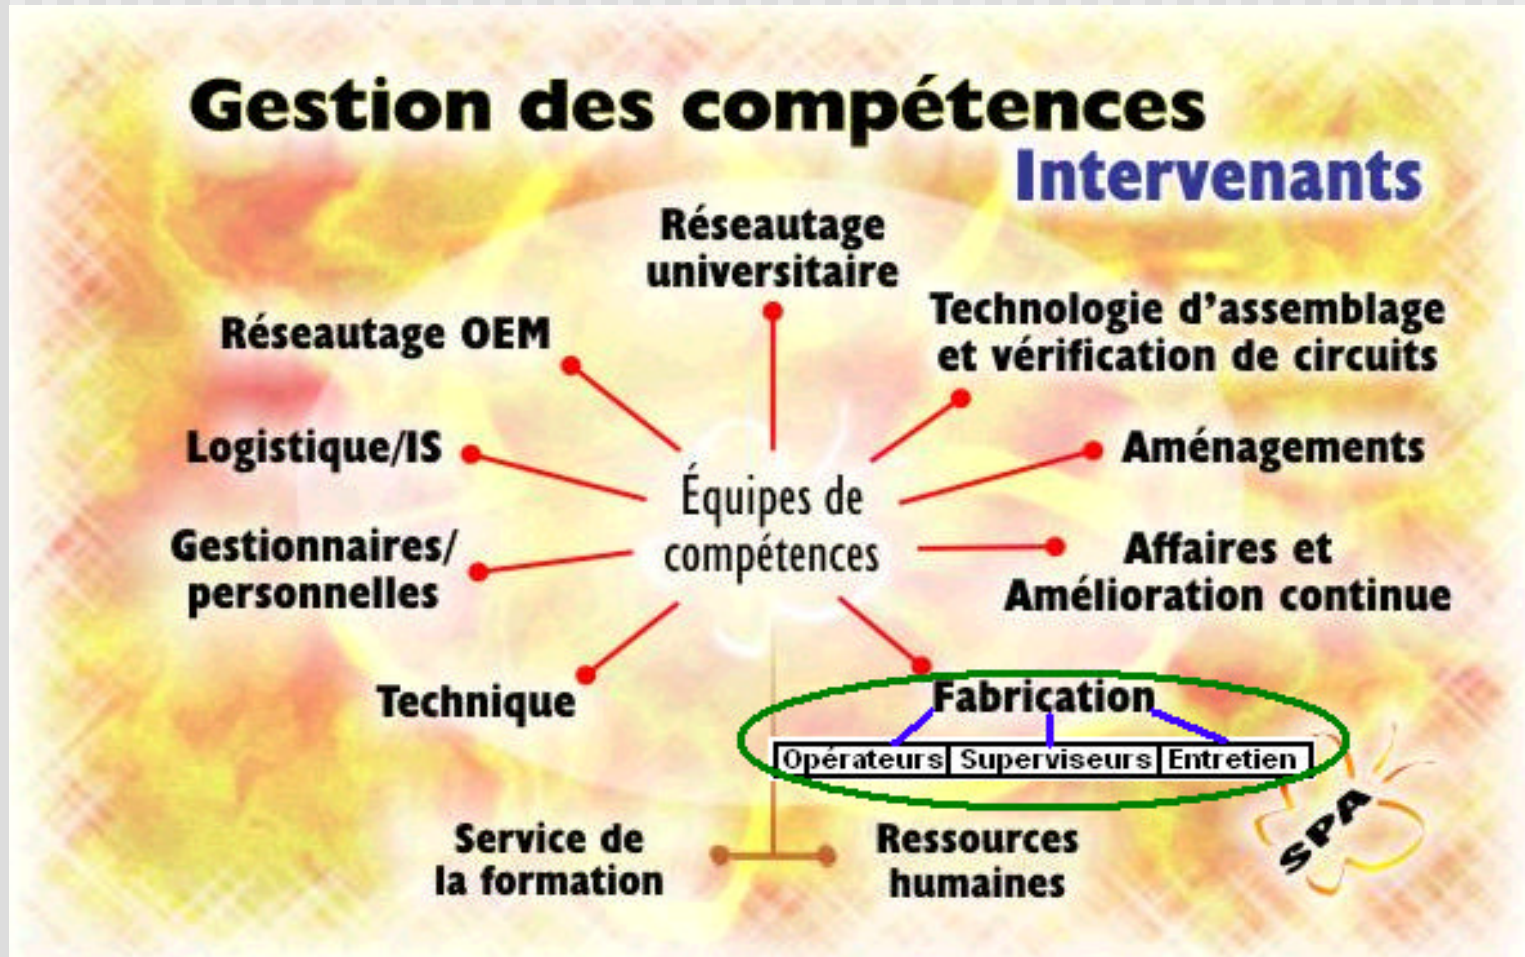 Gestion des compétences
Intervenants
Réseautage
universitaire
Réseautage OEM
Technologie d'assemblage
et vérification de circuits
Logistique/IS
Aménagements
Équipes de
compétences
Gestionnaires/
personnelles
Affaires et
Amélioration continue
Technique
Fabrication
Opérateurs Superviseurs Entretien
SPA
Service de
la formation
Ressources
humaines